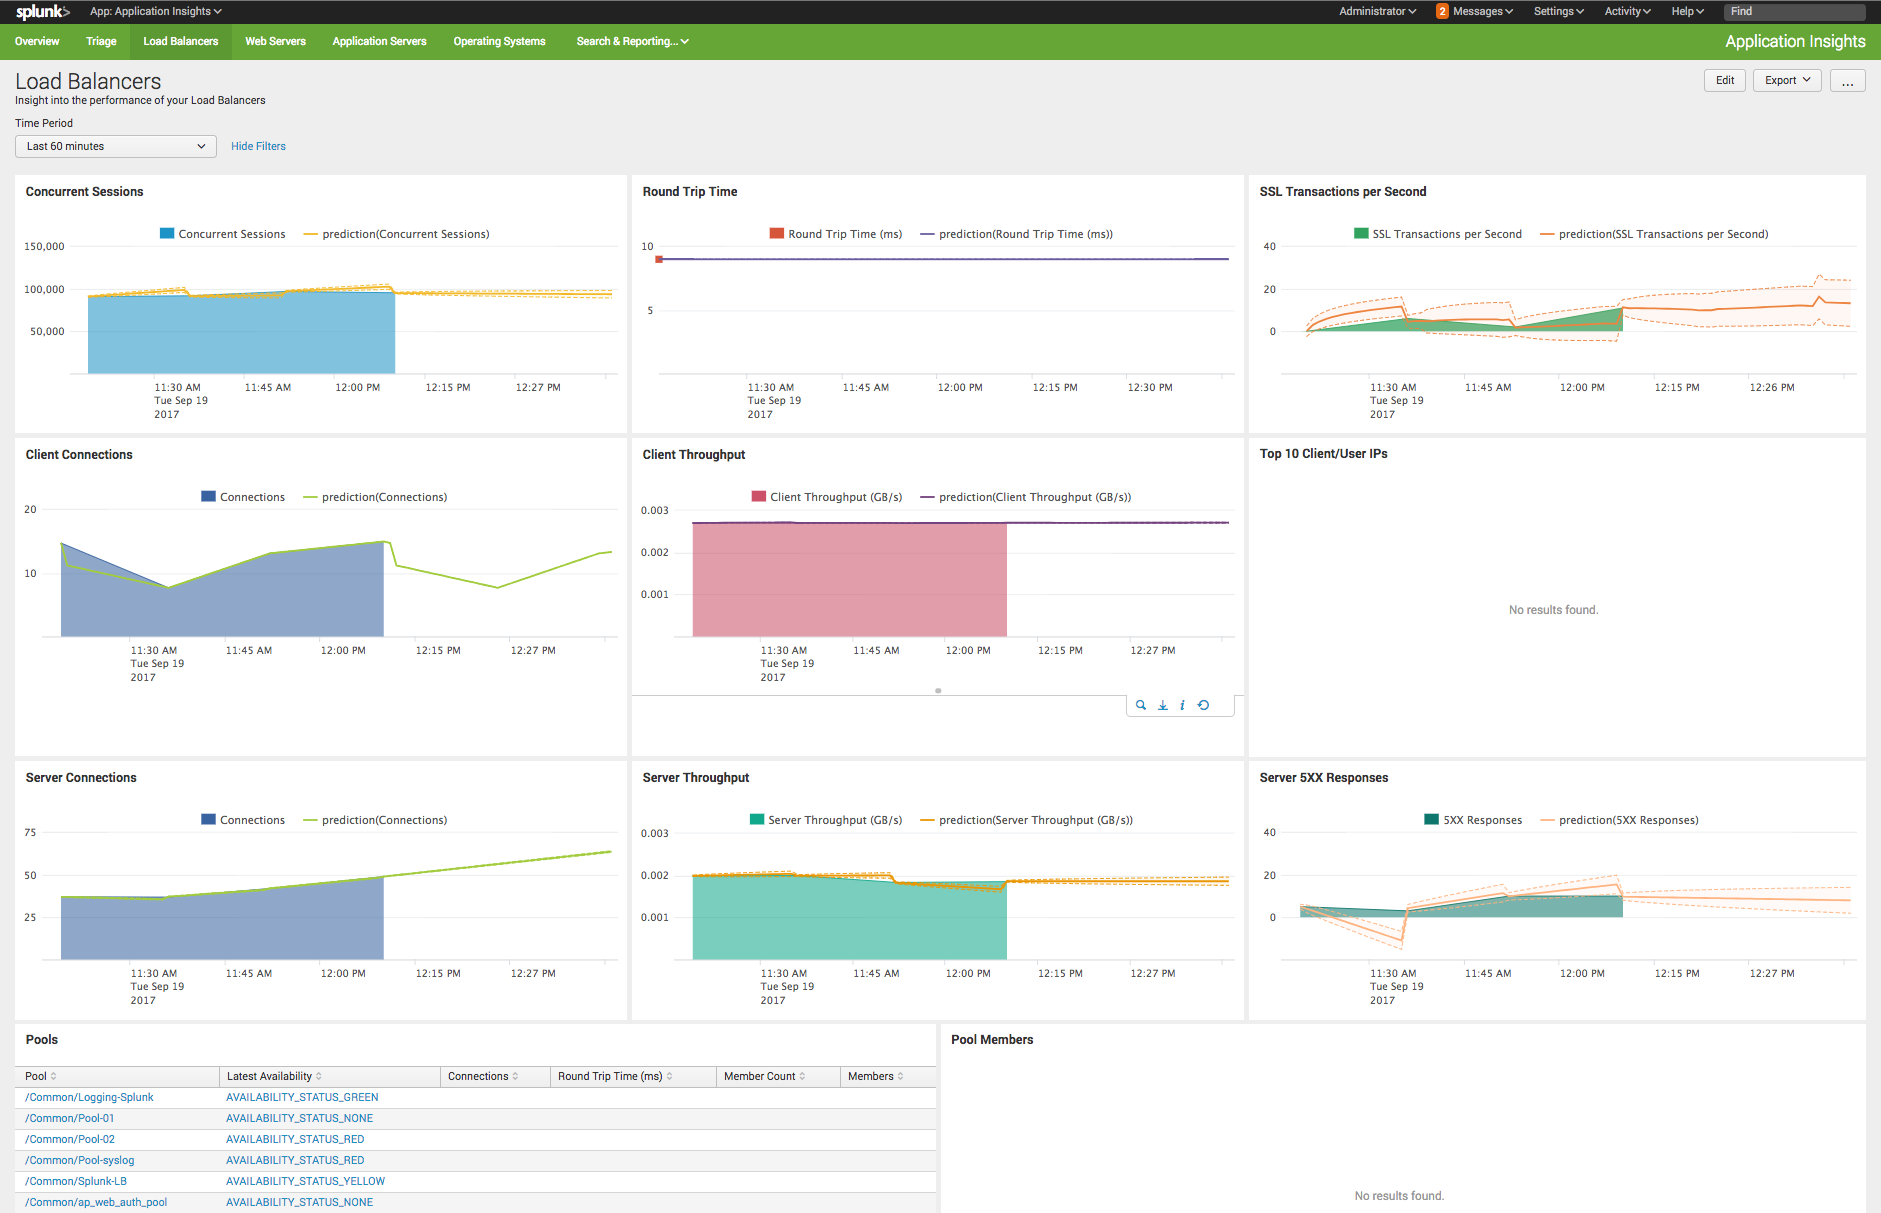 splunk> App: Application Insights Administrator 2 Messages Settings Activity Help Find
Overview Triage Load Balancers Web Servers Application Servers Operating Systems Search & Reporting... Application Insights
Load Balancers
Edit Export ...
Insight into the performance of your Load Balancers
Time Period
Last 60 minutes Hide Filters
Concurrent Sessions
Concurrent Sessions prediction(Concurrent Sessions)
150,000
100,000
50,000
11:30 AM 11:45 AM 12:00 PM 12:15 PM 12:27 PM
Tue Sep 19
2017
Round Trip Time
Round Trip Time (ms) prediction(Round Trip Time (ms))
10
5
11:30 AM 11:45 AM 12:00 PM 12:15 PM 12:30 PM
Tue Sep 19
2017
SSL Transactions per Second
SSL Transactions per Second prediction(SSL Transactions per Second)
40
20
0
11:30 AM 11:45 AM 12:00 PM 12:15 PM 12:26 PM
Tue Sep 19
2017
Client Connections
Connections prediction(Connections)
20
10
11:30 AM 11:45 AM 12:00 PM 12:15 PM 12:27 PM
Tue Sep 19
2017
Client Throughput
Client Throughput (GB/s) prediction(Client Throughput (GB/s))
0.003
0.002
0.001
11:30 AM 11:45 AM 12:00 PM 12:15 PM 12:27 PM
Tue Sep 19
2017
Top 10 Client/User IPs
No results found.
Server Connections
Connections prediction(Connections)
75
50
25
11:30 AM 11:45 AM 12:00 PM 12:15 PM 12:27 PM
Tue Sep 19
2017
Server Throughput
Server Throughput (GB/s) prediction(Server Throughput (GB/s))
0.003
0.002
0.001
11:30 AM 11:45 AM 12:00 PM 12:15 PM 12:27 PM
Tue Sep 19
2017
Server 5XX Responses
5XX Responses prediction(5XX Responses)
40
20
0
11:30 AM 11:45 AM 12:00 PM 12:15 PM 12:27 PM
Tue Sep 19
2017
Pools
Pool Latest Availability Connections Round Trip Time (ms) Member Count Members
/Common/Logging-Splunk AVAILABILITY_STATUS_GREEN
/Common/Pool-01 AVAILABILITY_STATUS_NONE
/Common/Pool-02 AVAILABILITY_STATUS_RED
/Common/Pool-syslog AVAILABILITY_STATUS_RED
/Common/Splunk-LB AVAILABILITY_STATUS_YELLOW
/Common/ap_web_auth_pool AVAILABILITY_STATUS_NONE
Pool Members
No results found.